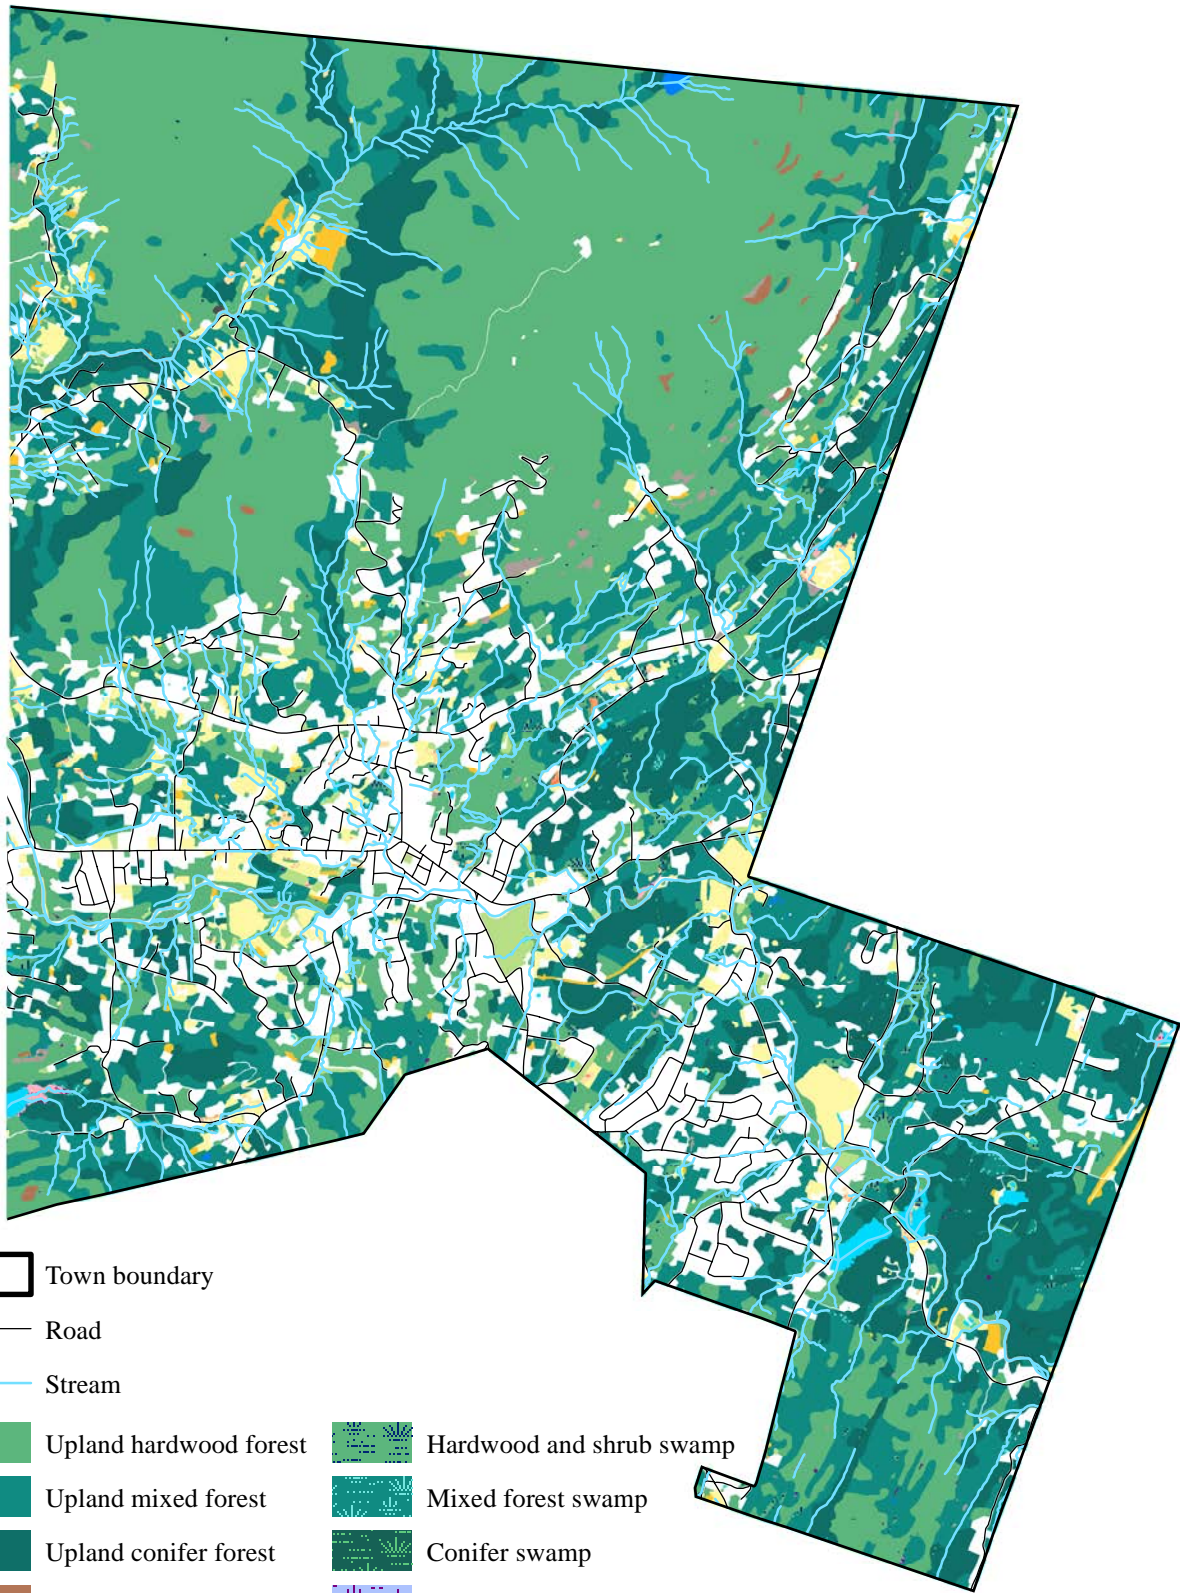 Town boundary
Road
Stream
Upland hardwood forest
Hardwood and shrub swamp
Upland mixed forest
Mixed forest swamp
Upland conifer forest
Conifer swamp